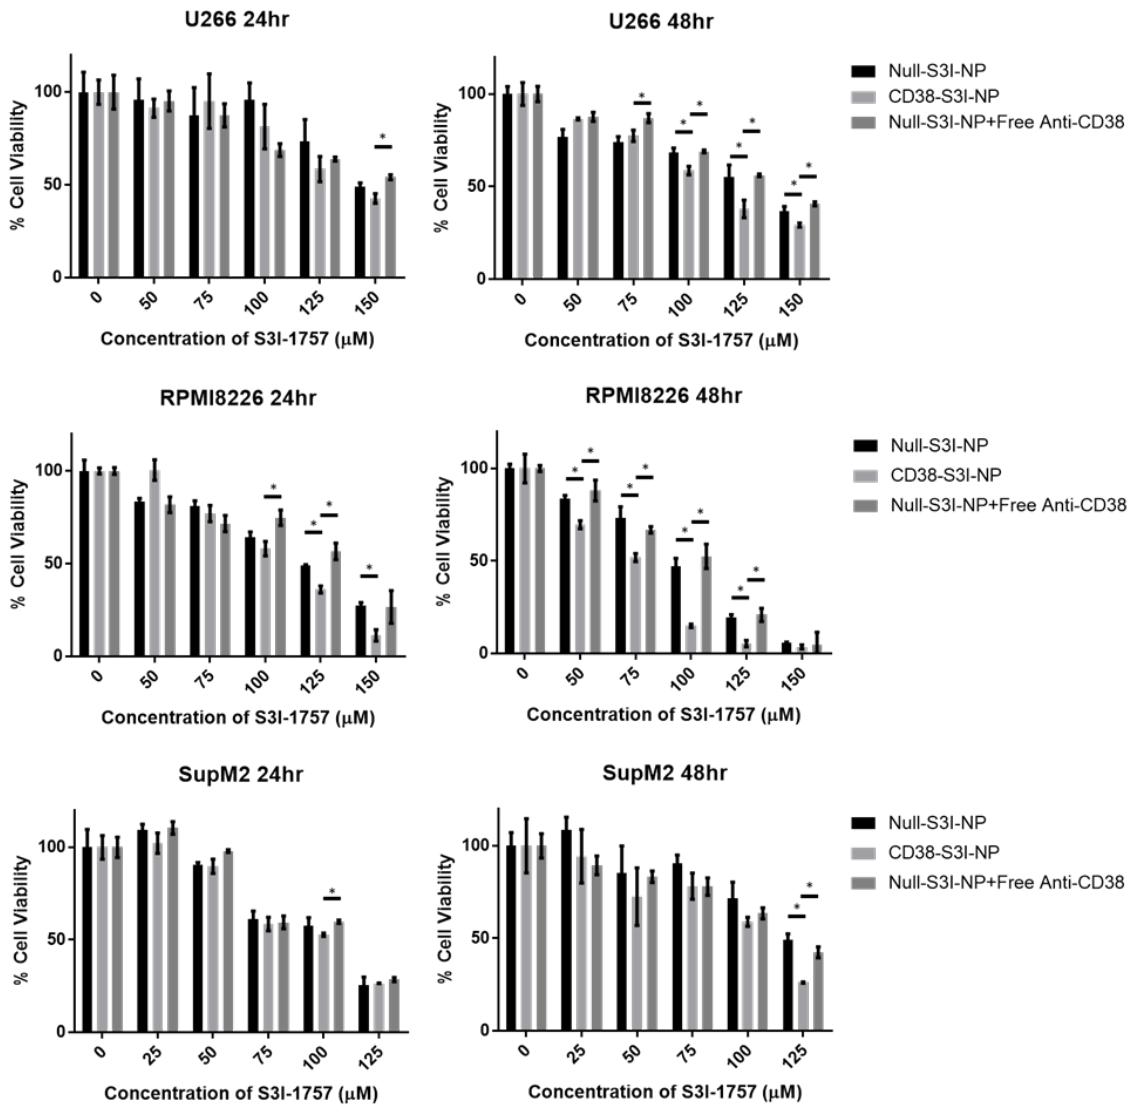 U266 24hr
% Cell Viability
100
50
0
*
0 50 75 100 125 150
Concentration of S3I-1757 (μM)
U266 48hr
% Cell Viability
100
50
0
* * * * * * *
0 50 75 100 125 150
Concentration of S3I-1757 (μM)
Null-S3I-NP
CD38-S3I-NP
Null-S3I-NP+Free Anti-CD38
RPMI8226 24hr
% Cell Viability
100
50
0
* * * *
0 50 75 100 125 150
Concentration of S3I-1757 (μM)
RPMI8226 48hr
% Cell Viability
100
50
0
* * * * * * * *
0 50 75 100 125 150
Concentration of S3I-1757 (μM)
Null-S3I-NP
CD38-S3I-NP
Null-S3I-NP+Free Anti-CD38
SupM2 24hr
% Cell Viability
100
50
0
*
0 25 50 75 100 125
Concentration of S3I-1757 (μM)
SupM2 48hr
% Cell Viability
100
50
0
* *
0 25 50 75 100 125
Concentration of S3I-1757 (μM)
Null-S3I-NP
CD38-S3I-NP
Null-S3I-NP+Free Anti-CD38